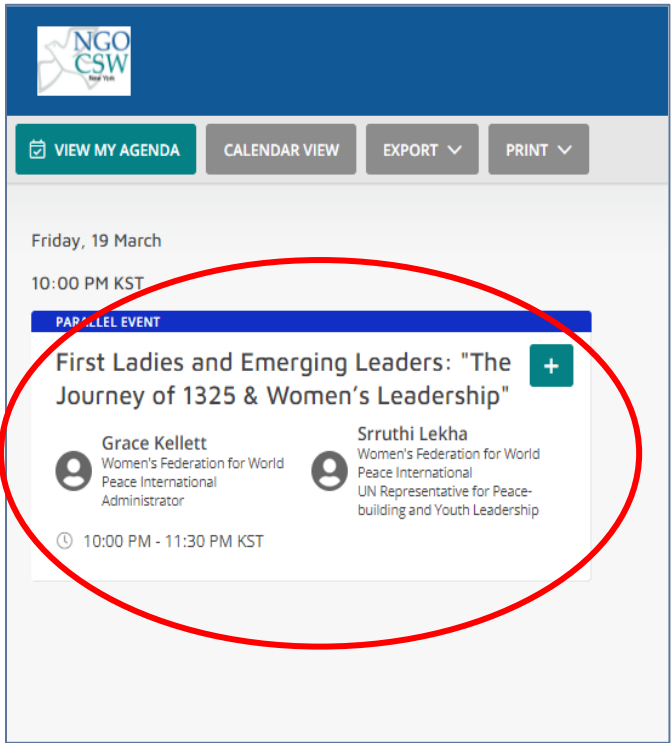 NGO
CSW
New York
VIEW MY AGENDA
CALENDAR VIEW
EXPORT
PRINT
Friday, 19 March
10:00 PM KST
PARALLEL EVENT
First Ladies and Emerging Leaders: "The
Journey of 1325 & Women’s Leadership"
+
Grace Kellett
Women's Federation for World
Peace International
Administrator
Srruthi Lekha
Women's Federation for World
Peace International
UN Representative for Peace-
building and Youth Leadership
10:00 PM - 11:30 PM KST